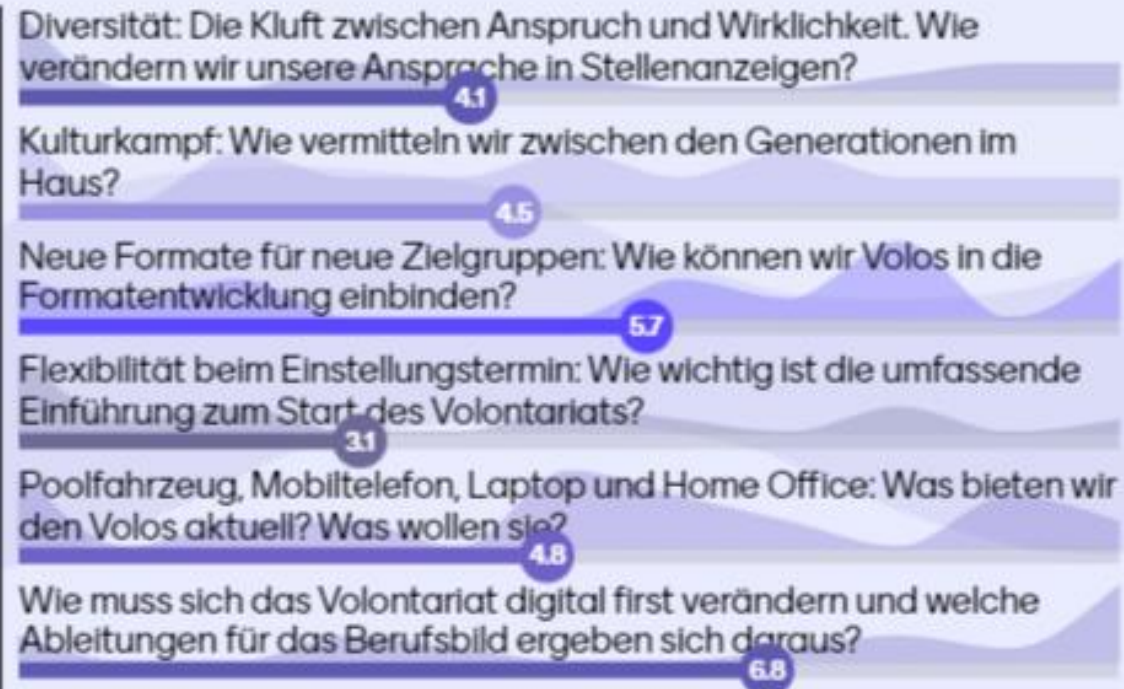 Diversität: Die Kluft zwischen Anspruch und Wirklichkeit. Wie
verändern wir unsere Ansprache in Stellenanzeigen?
4.1
Kulturkampf: Wie vermitteln wir zwischen den Generationen im
Haus?
4.5
Neue Formate für neue Zielgruppen: Wie können wir Volos in die
Formatentwicklung einbinden?
5.7
Flexibilität beim Einstellungstermin: Wie wichtig ist die umfassende
Einführung zum Start des Volontariats?
3.1
Poolfahrzeug, Mobiltelefon, Laptop und Home Office: Was bieten wir
den Volos aktuell? Was wollen sie?
4.8
Wie muss sich das Volontariat digital first verändern und welche
Ableitungen für das Berufsbild ergeben sich daraus?
6.8